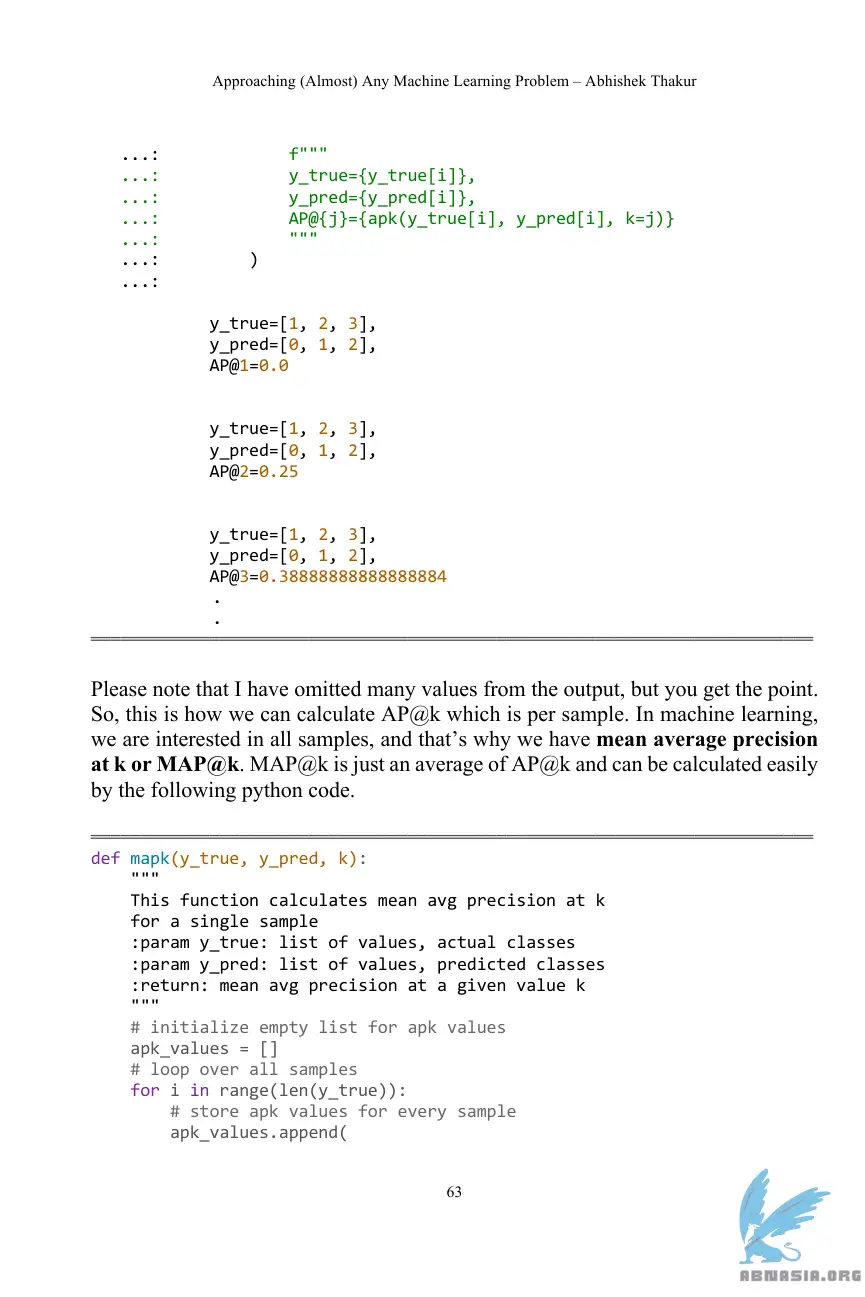 Approaching (Almost) Any Machine Learning Problem – Abhishek Thakur
...:             f"""
...:             y_true={y_true[i]},
...:             y_pred={y_pred[i]},
...:             AP@{j}={apk(y_true[i], y_pred[i], k=j)}
...:             """
...:         )
...:
y_true=[1, 2, 3],
y_pred=[0, 1, 2],
AP@1=0.0
y_true=[1, 2, 3],
y_pred=[0, 1, 2],
AP@2=0.25
y_true=[1, 2, 3],
y_pred=[0, 1, 2],
AP@3=0.38888888888888884
.
.
Please note that I have omitted many values from the output, but you get the point.
So, this is how we can calculate AP@k which is per sample. In machine learning,
we are interested in all samples, and that’s why we have mean average precision
at k or MAP@k. MAP@k is just an average of AP@k and can be calculated easily
by the following python code.
def mapk(y_true, y_pred, k):
    """
    This function calculates mean avg precision at k
    for a single sample
    :param y_true: list of values, actual classes
    :param y_pred: list of values, predicted classes
    :return: mean avg precision at a given value k
    """
    # initialize empty list for apk values
    apk_values = []
    # loop over all samples
    for i in range(len(y_true)):
        # store apk values for every sample
        apk_values.append(
63
ABNASIA.ORG